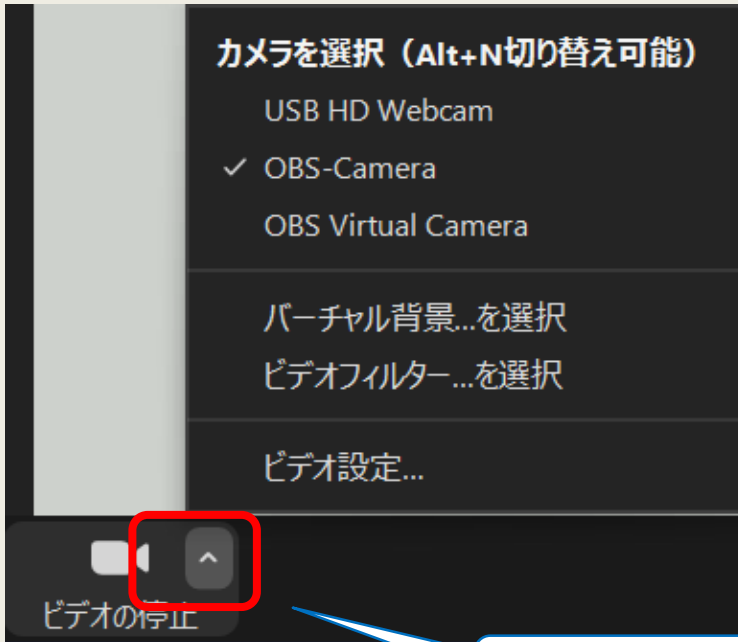 カメラを選択（Alt+N切り替え可能）
USB HD Webcam
✓ OBS-Camera
OBS Virtual Camera
バーチャル背景...を選択
ビデオフィルター...を選択
ビデオ設定...
ビデオの停止